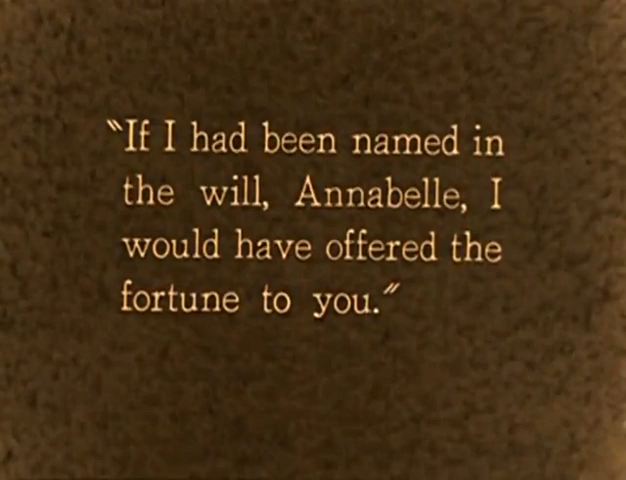 "If I had been named in
the will, Annabelle, I
would have offered the
fortune to you."